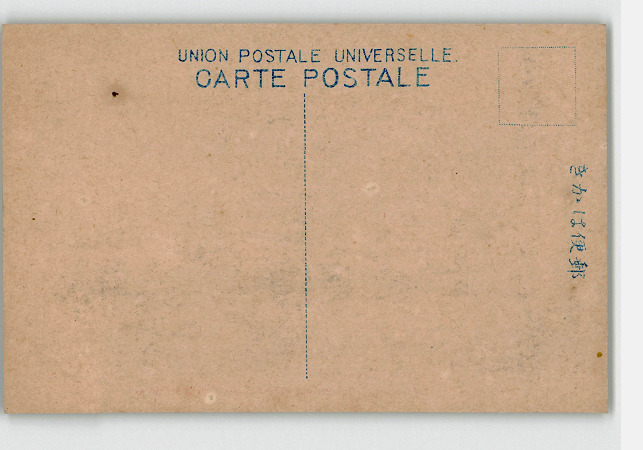 UNION POSTALE UNIVERSELLE.
CARTE POSTALE
郵便はかき